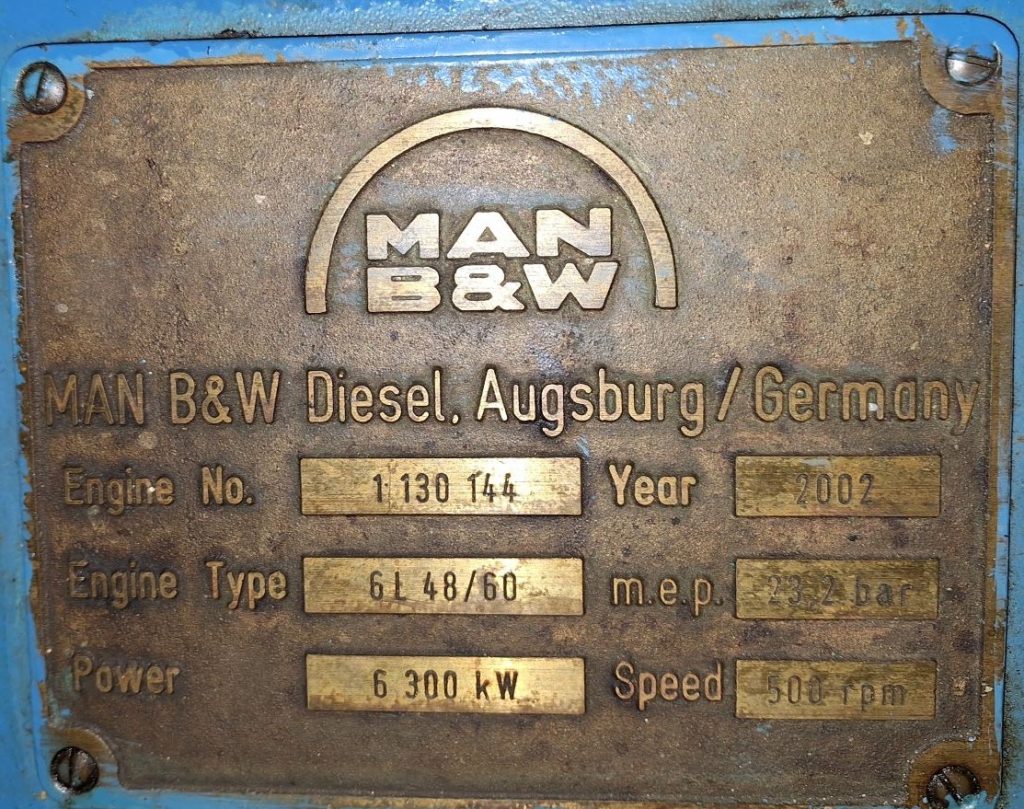 MAN
B&W
MAN B&W Diesel, Augsburg / Germany
Engine No. 1 130 144 Year 2002
Engine Type 6L 48/60 m.e.p. 23,2 bar
Power 6 300 kW Speed 500 rpm